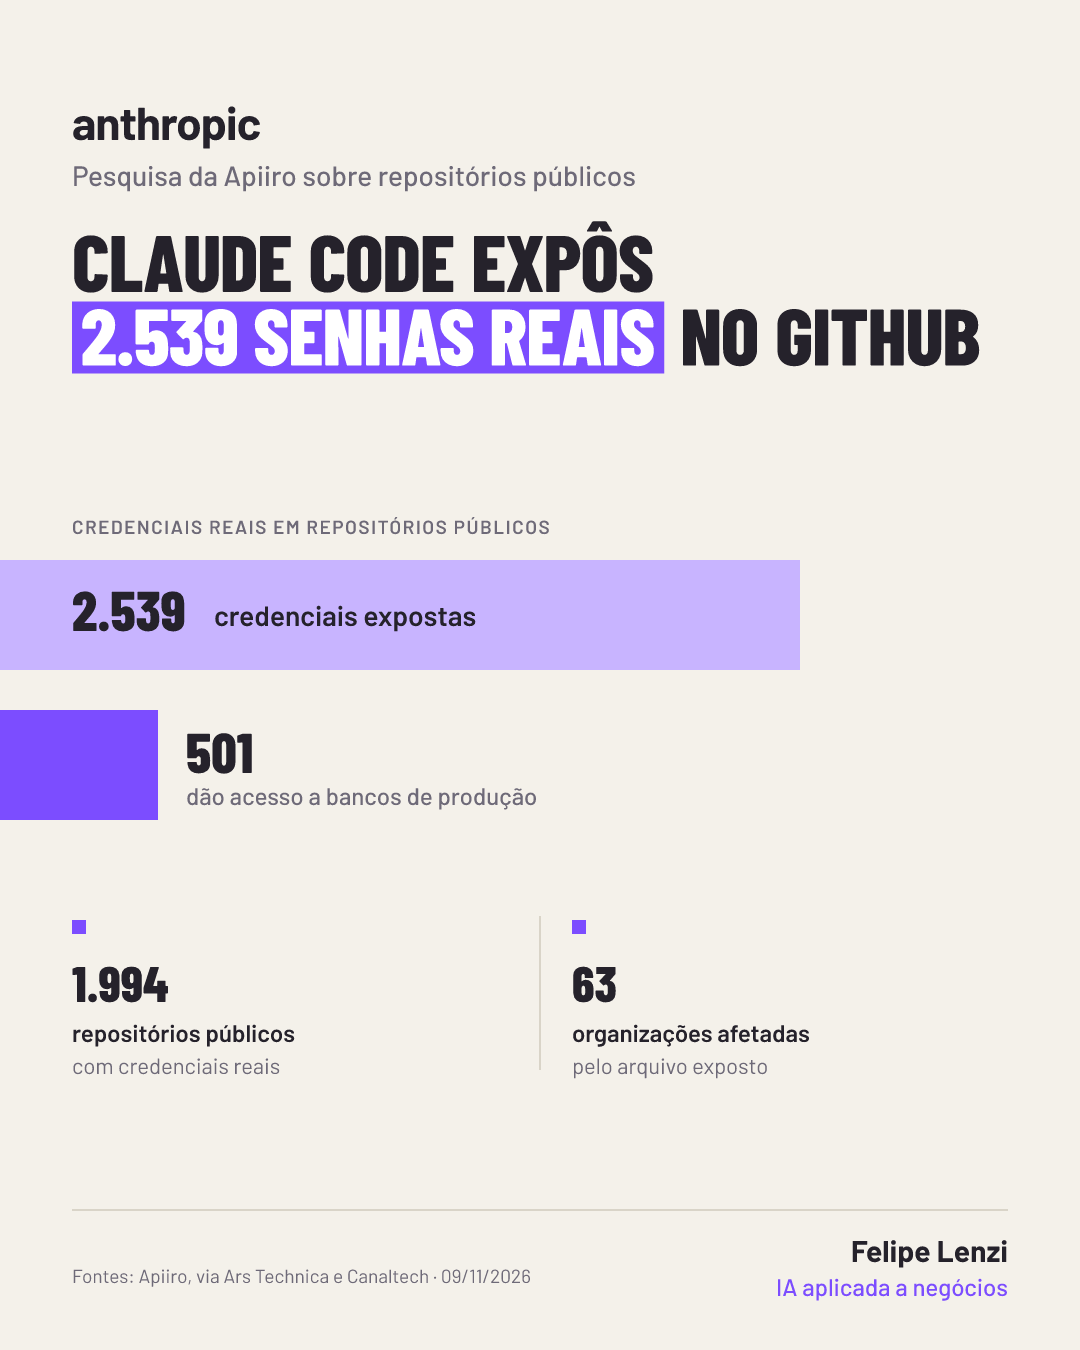 anthropic
Pesquisa da Apiiro sobre repositórios públicos
CLAUDE CODE EXPÔS
2.539 SENHAS REAIS NO GITHUB
CREDENCIAIS REAIS EM REPOSITÓRIOS PÚBLICOS
2.539 credenciais expostas
501
dão acesso a bancos de produção
1.994
repositórios públicos
com credenciais reais
63
organizações afetadas
pelo arquivo exposto
Fontes: Apiiro, via Ars Technica e Canaltech · 09/11/2026
Felipe Lenzi
IA aplicada a negócios